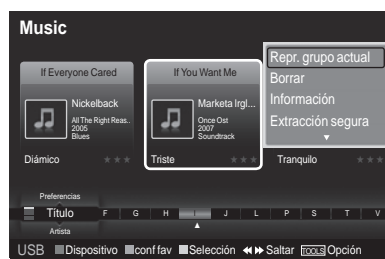 Music
If Everyone Cared
Nickelback
All The Right Reas..
2005
Blues
Diámico
If You Want Me
Marketa Irgl...
Once Ost
2007
Soundtrack
Triste
Repr. grupo actual
Borrar
Información
Extracción segura
Tranquilo
Preferencias
Título F G H I J L P S T V
Artista
USB Dispositivo conf fav Selección Saltar TOOLS Opción